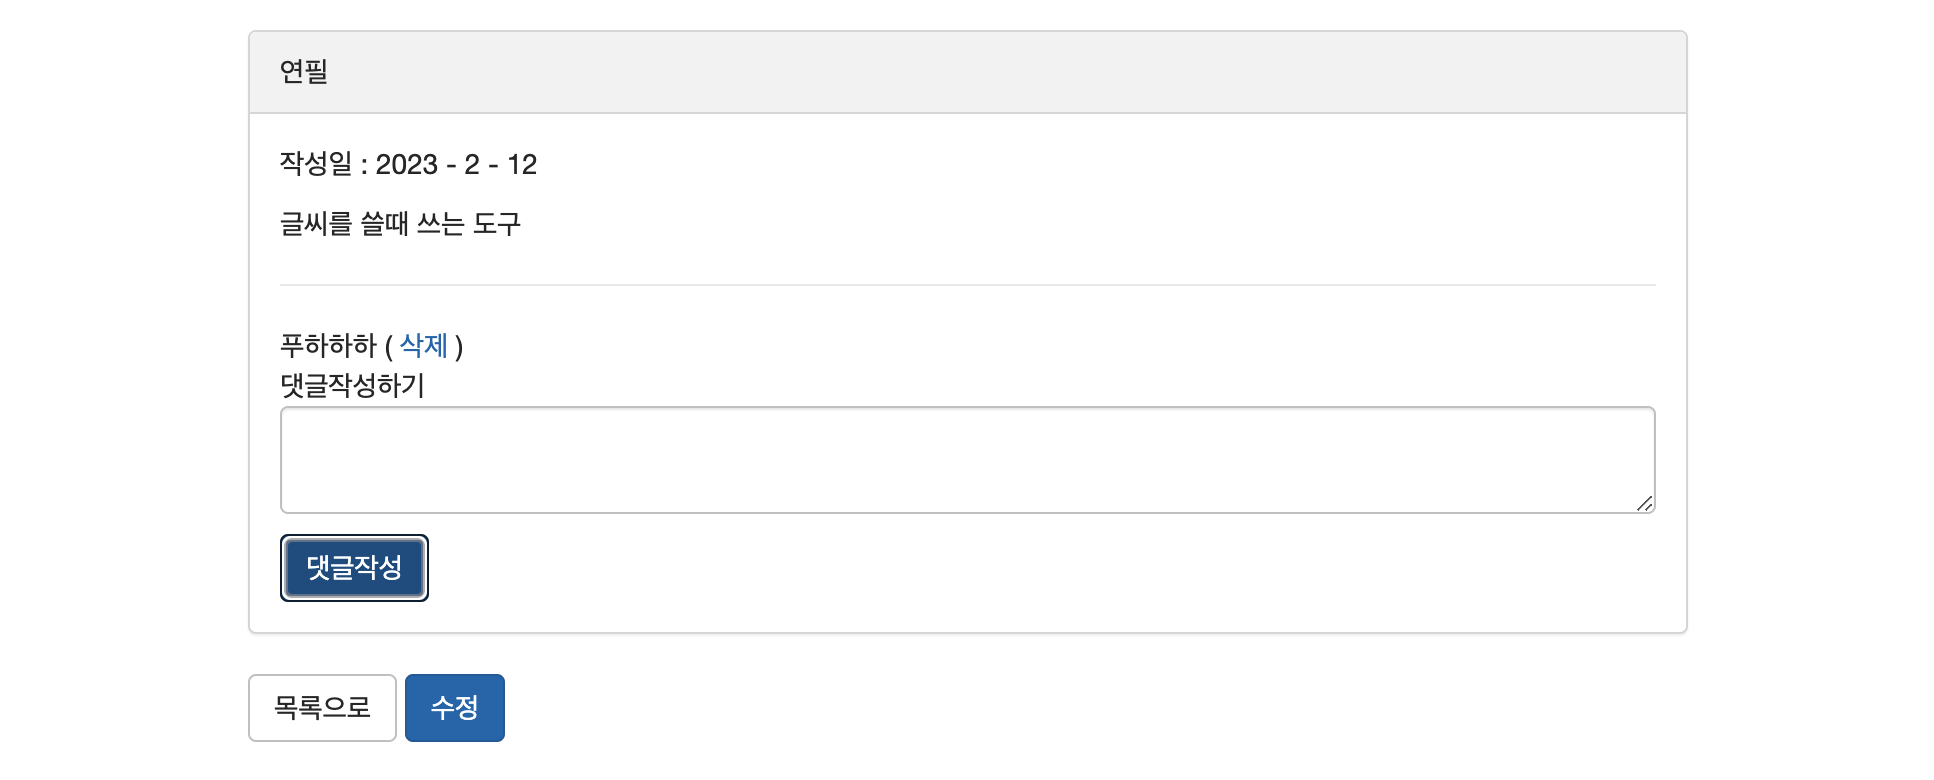 연필
작성일 : 2023 - 2 - 12
글씨를 쓸때 쓰는 도구
푸하하하 ( 삭제 )
댓글작성하기
댓글작성
목록으로 수정